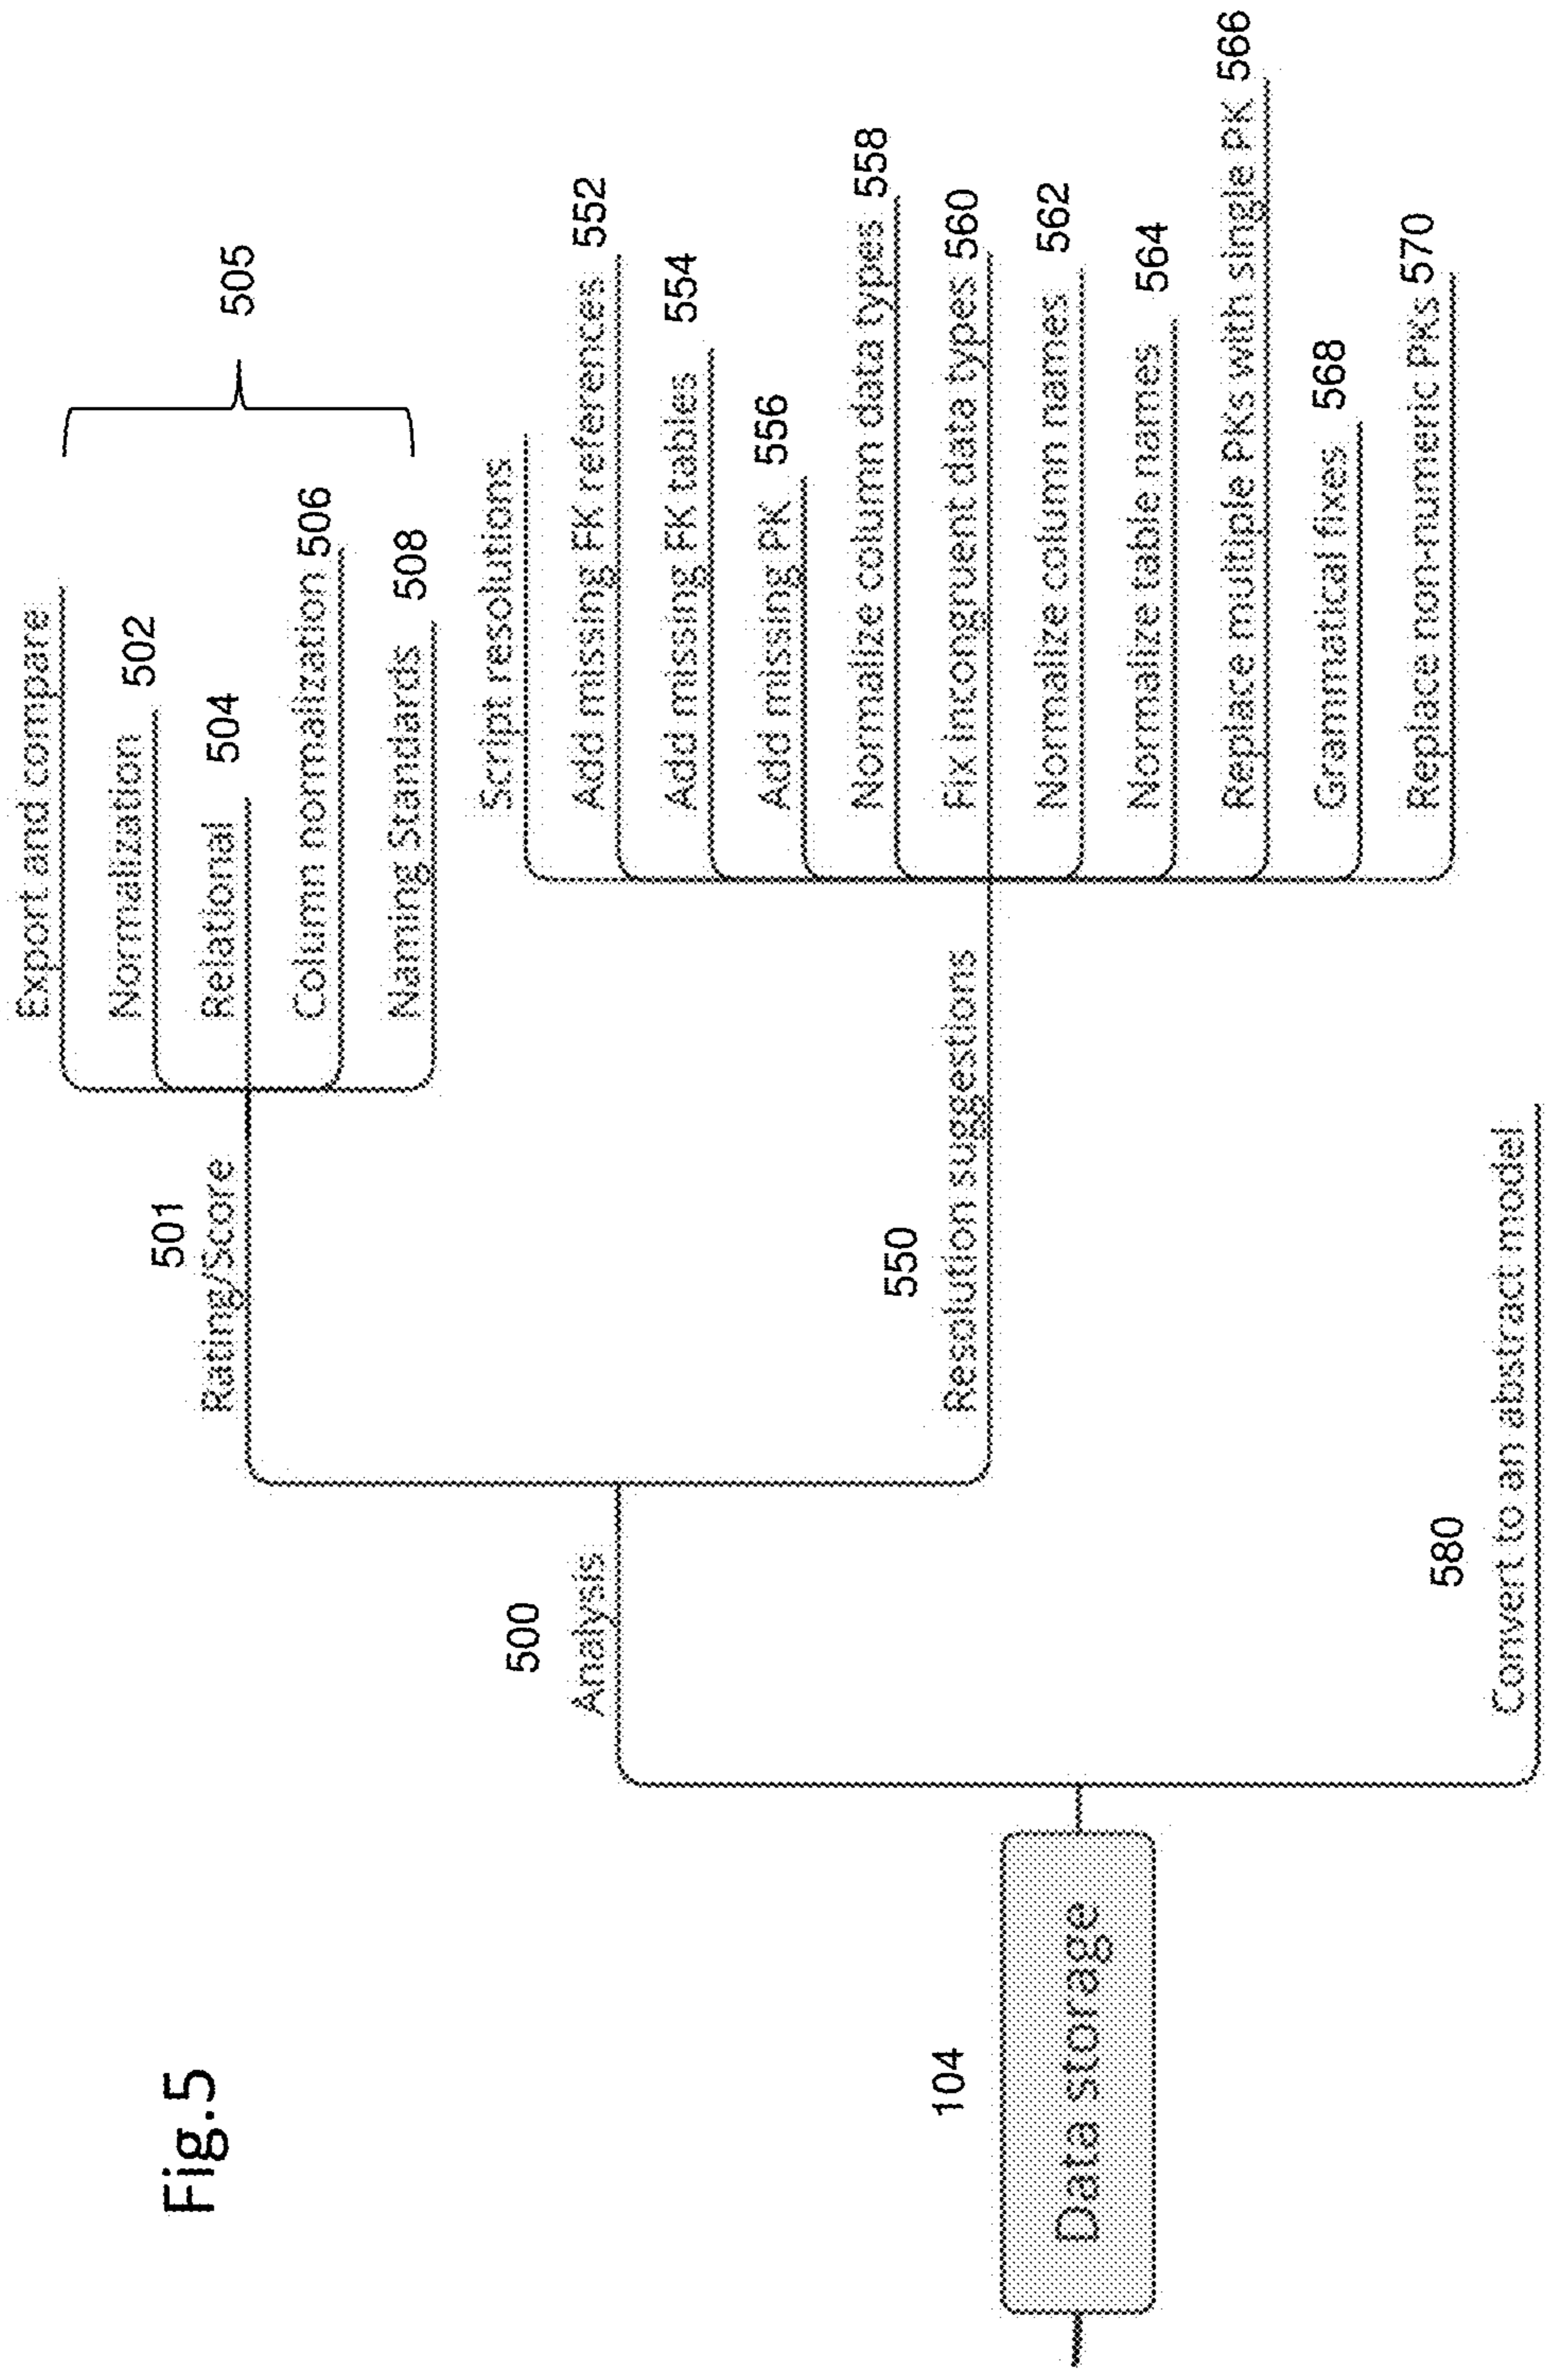 Fig.5
104
Data storage
500
Analysis
501
Rating/Score
Export and compare
Normalization 502
Relational 504
Column normalization 506
Naming Standards 508
505
550
Resolution suggestions
Script resolutions
Add missing FK references 552
Add missing FK tables 554
Add missing PK 556
Normalize column data types 558
Fix incongruent data types 560
Normalize column names 562
Normalize table names 564
Replace multiple PKs with single PK 566
Grammatical fixes 568
Replace non-numeric PKs 570
580
Convert to an abstract model